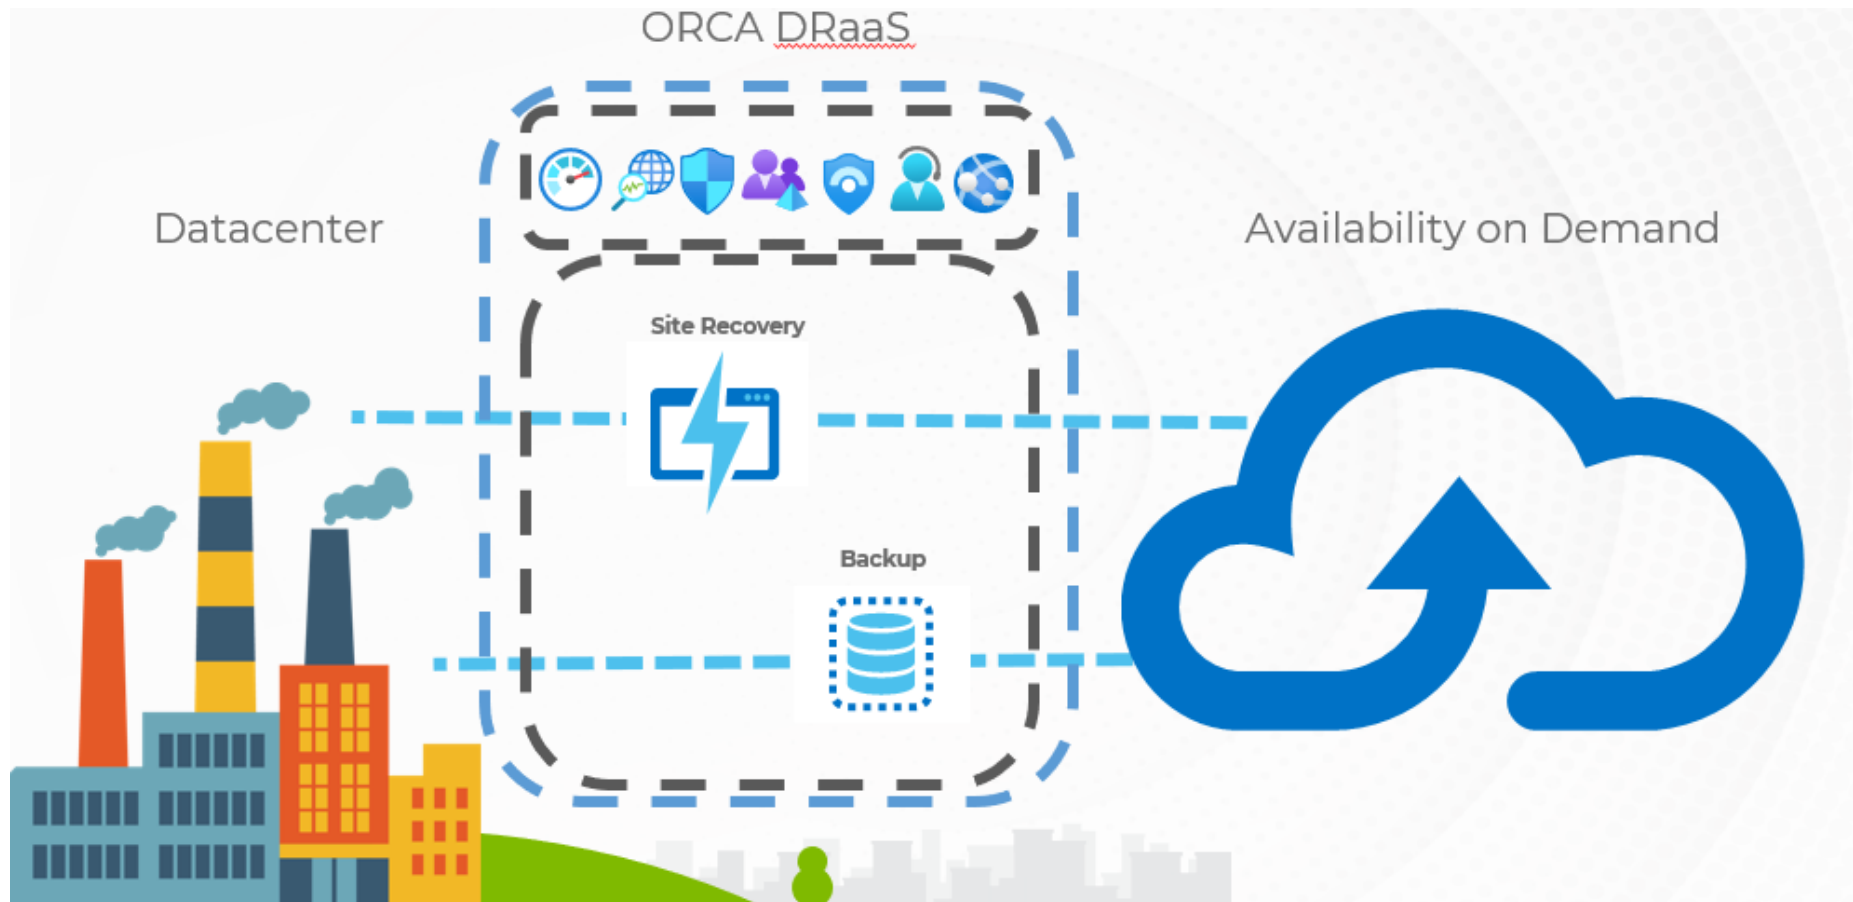 ORCA DRaaS
Datacenter
Availability on Demand
Site Recovery
Backup